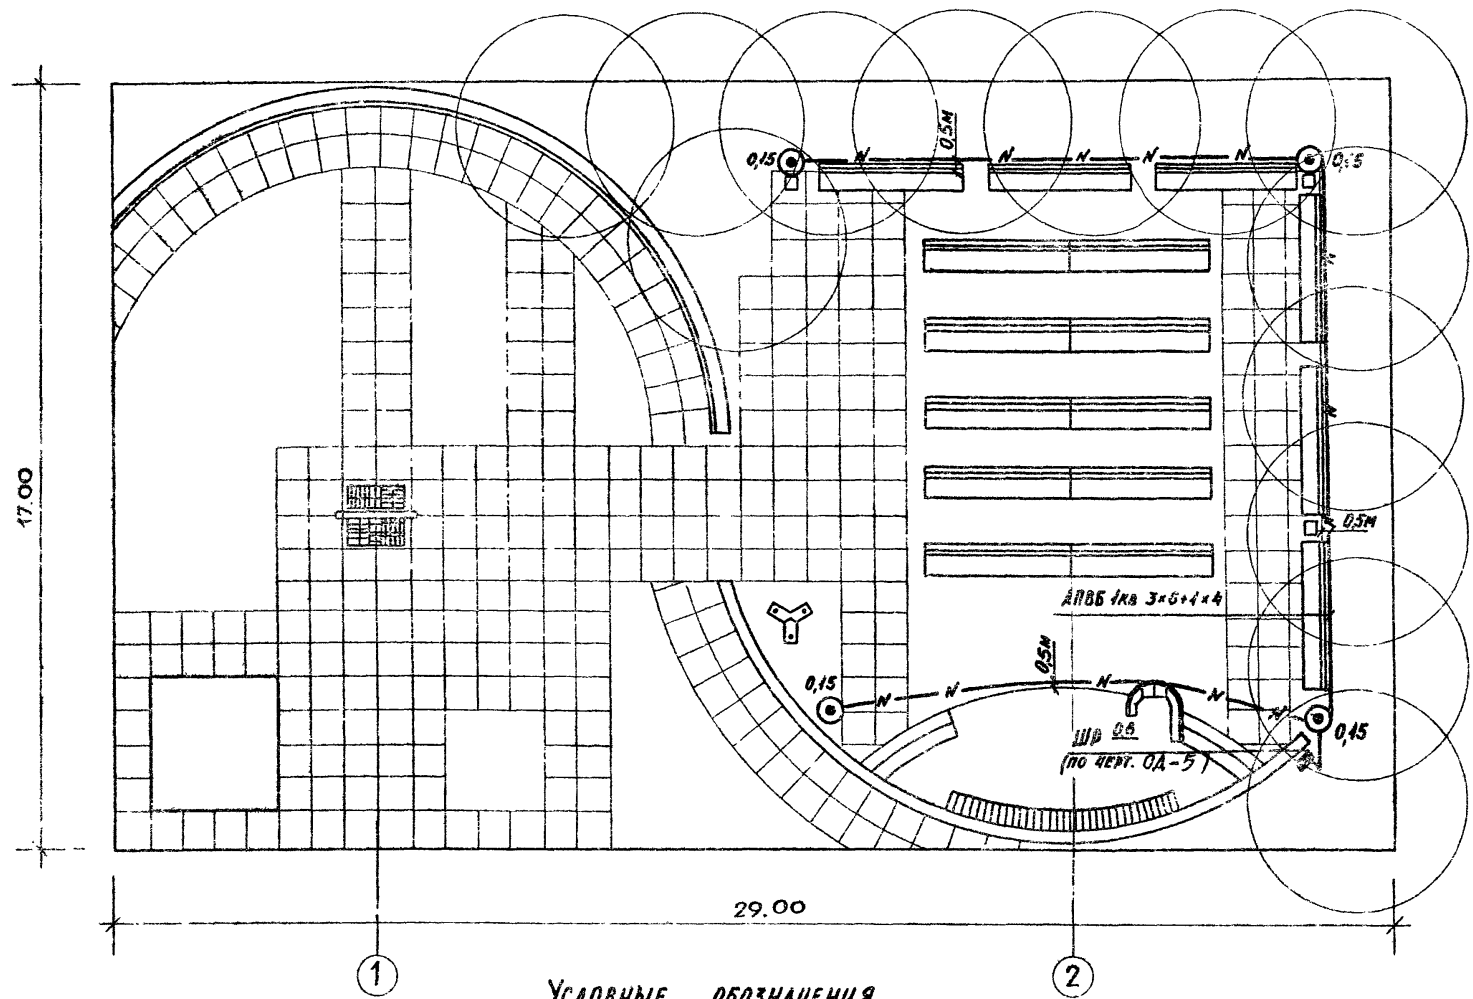 0,5м
0,15
0,15
17.00
0,5м
АПВБ 1кв 3×6+1×4
0,5м
0,15
0,15
ШР 0.6
(по черт. ОД-5)
29.00
1
2
Условные обозначения